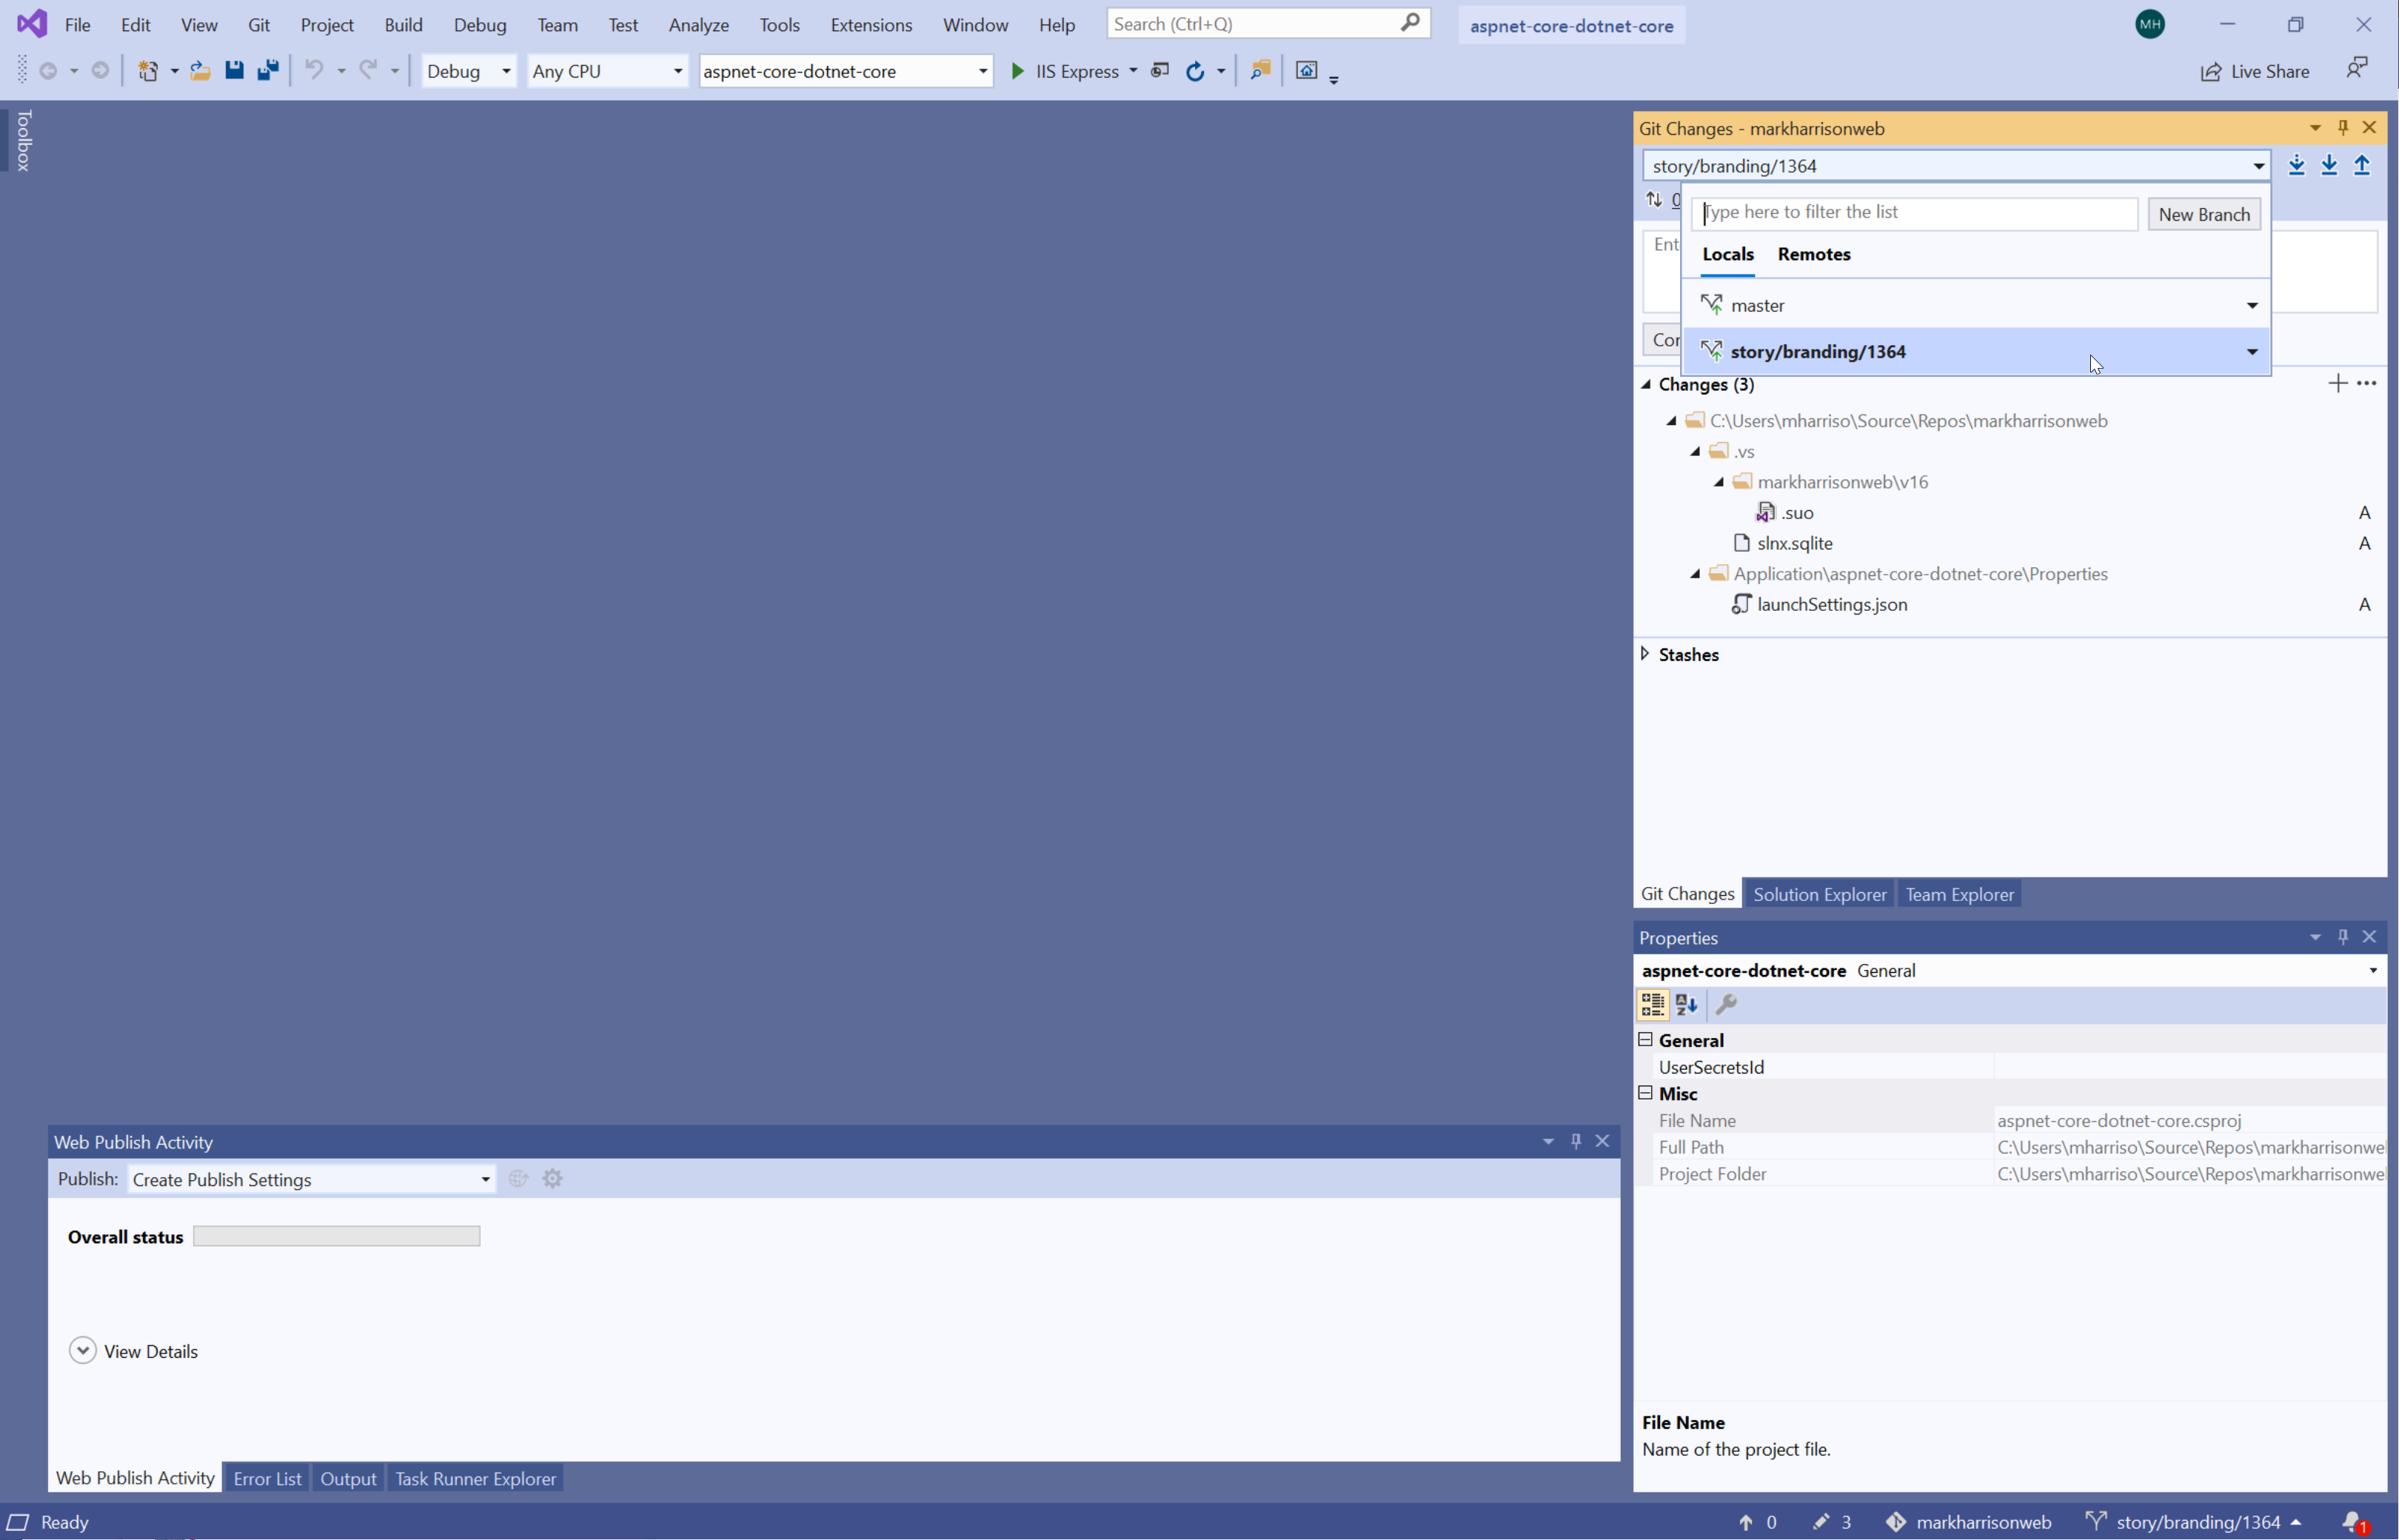 File Edit View Git Project Build Debug Team Test Analyze Tools Extensions Window Help Search (Ctrl+Q) aspnet-core-dotnet-core MH
Debug Any CPU aspnet-core-dotnet-core IIS Express Live Share
Toolbox
Git Changes - markharrisonweb
story/branding/1364
0
Type here to filter the list New Branch
Ent
Locals Remotes
master
Cor
story/branding/1364
Changes (3)
C:\Users\mharriso\Source\Repos\markharrisonweb
.vs
markharrisonweb\v16
.suo A
slnx.sqlite A
Application\aspnet-core-dotnet-core\Properties
launchSettings.json A
Stashes
Git Changes Solution Explorer Team Explorer
Properties
aspnet-core-dotnet-core General
General
UserSecretsId
Misc
File Name aspnet-core-dotnet-core.csproj
Full Path C:\Users\mharriso\Source\Repos\markharrisonwe
Project Folder C:\Users\mharriso\Source\Repos\markharrisonwe
File Name
Name of the project file.
Web Publish Activity
Publish: Create Publish Settings
Overall status
View Details
Web Publish Activity Error List Output Task Runner Explorer
Ready 0 3 markharrisonweb story/branding/1364 1